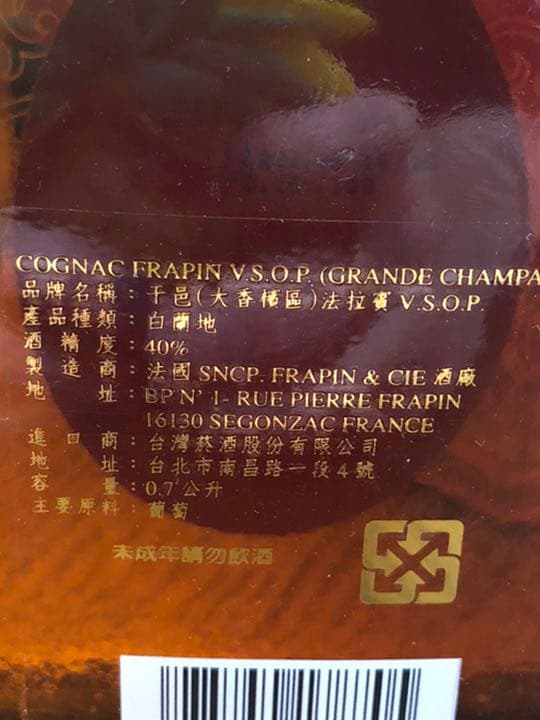 COGNAC FRAPIN V.S.O.P. (GRANDE CHAMPA
品牌名稱：干邑(大香檳區)法拉賓 V.S.O.P.
產品種類：白蘭地
酒精度：40%
製造商：法國 SNCP. FRAPIN & CIE 酒廠
地址：BP N' 1- RUE PIERRE FRAPIN
16130 SEGONZAC FRANCE
進口商：台灣菸酒股份有限公司
地址：台北市南昌路一段4號
容量：0.7公升
主要原料：葡萄
未成年請勿飲酒